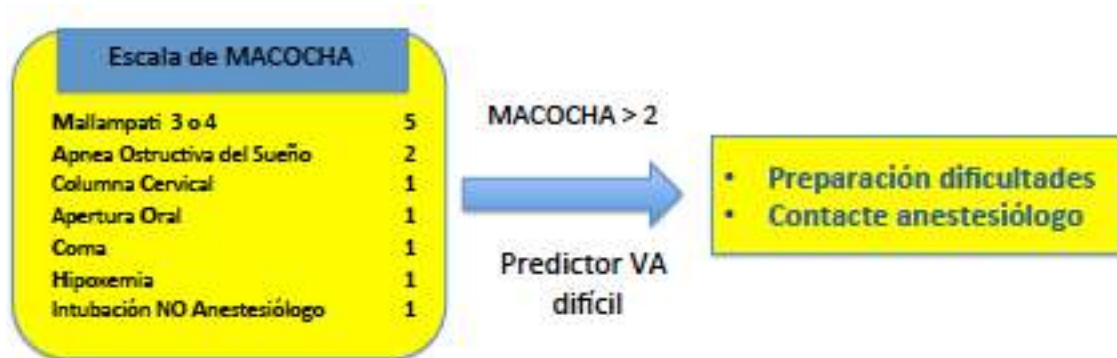 Escala de MACOCHA
Mallampati 3 o 4 5
Apnea Ostructiva del Sueño 2
Columna Cervical 1
Apertura Oral 1
Coma 1
Hipoxemia 1
Intubación NO Anestesiólogo 1
MACOCHA > 2
Predictor VA
difícil
• Preparación dificultades
• Contacte anestesiólogo